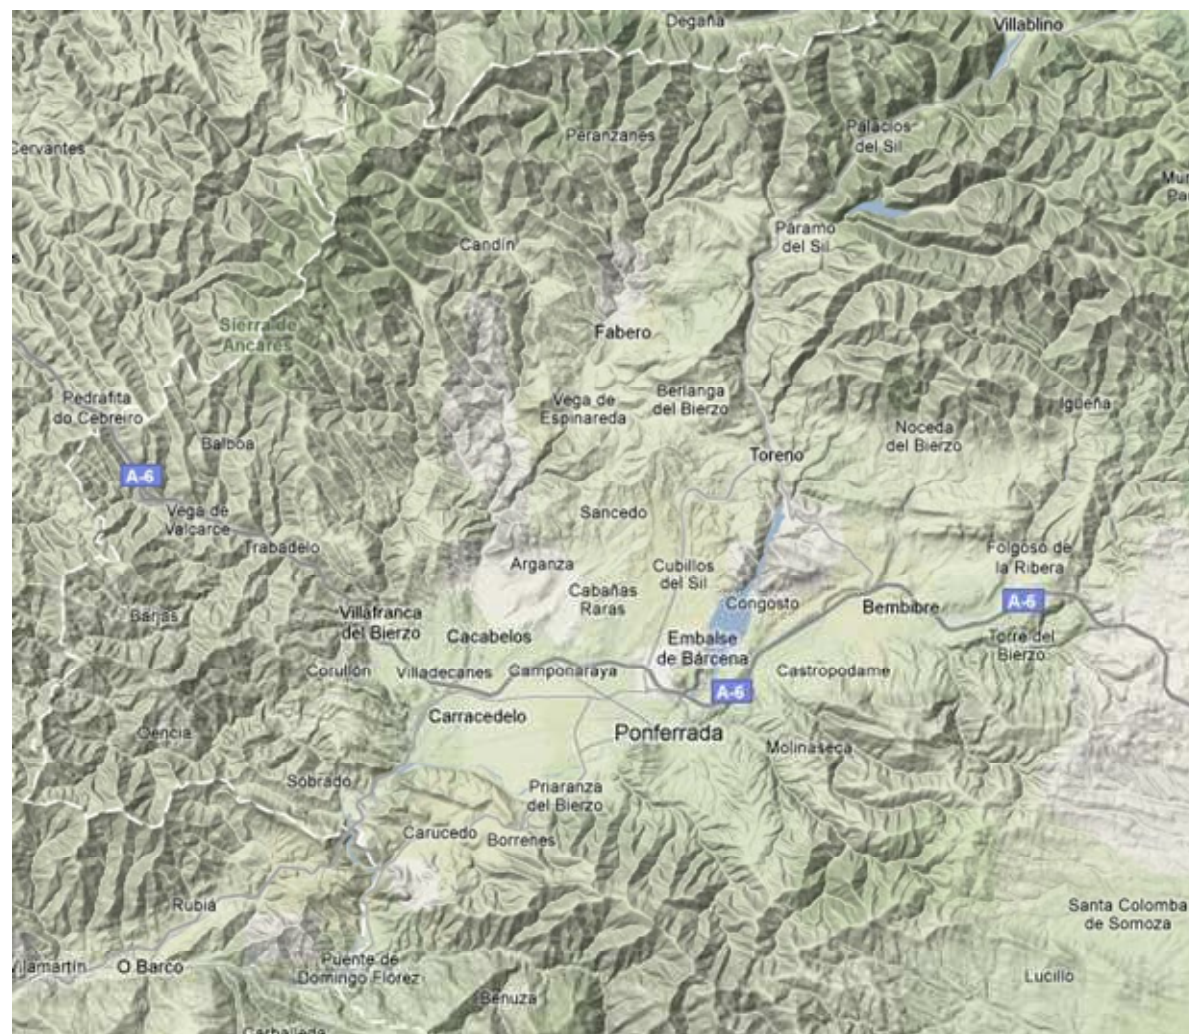 Degaña
Villablino
Cervantes
Peranzanes
Palacios
del Sil
Candín
Páramo
del Sil
Sierra de
Ancares
Fabero
Pedrafita
do Cebreiro
Vega de
Espinareda
Berlanga
del Bierzo
Igüeña
Balboa
Noceda
del Bierzo
Toreno
A-6
Vega de
Valcarce
Sancedo
Trabadelo
Arganza
Cubillos
del Sil
Folgoso de
la Ribera
Cabañas
Raras
A-6
Barjas
Villafranca
del Bierzo
Congosto
Bembibre
Cacabelos
Embalse
de Bárcena
Torre del
Bierzo
Corullón
Villadecanes
Camponaraya
Castropodame
A-6
Carracedelo
Ponferrada
Oencia
Molinaseca
Sobrado
Priaranza
del Bierzo
Carucedo
Borrenes
Rubiá
Santa Colomba
de Somoza
Vilamartín
O Barco
Puente de
Domingo Flórez
Lucillo
Benuza
Carballeda